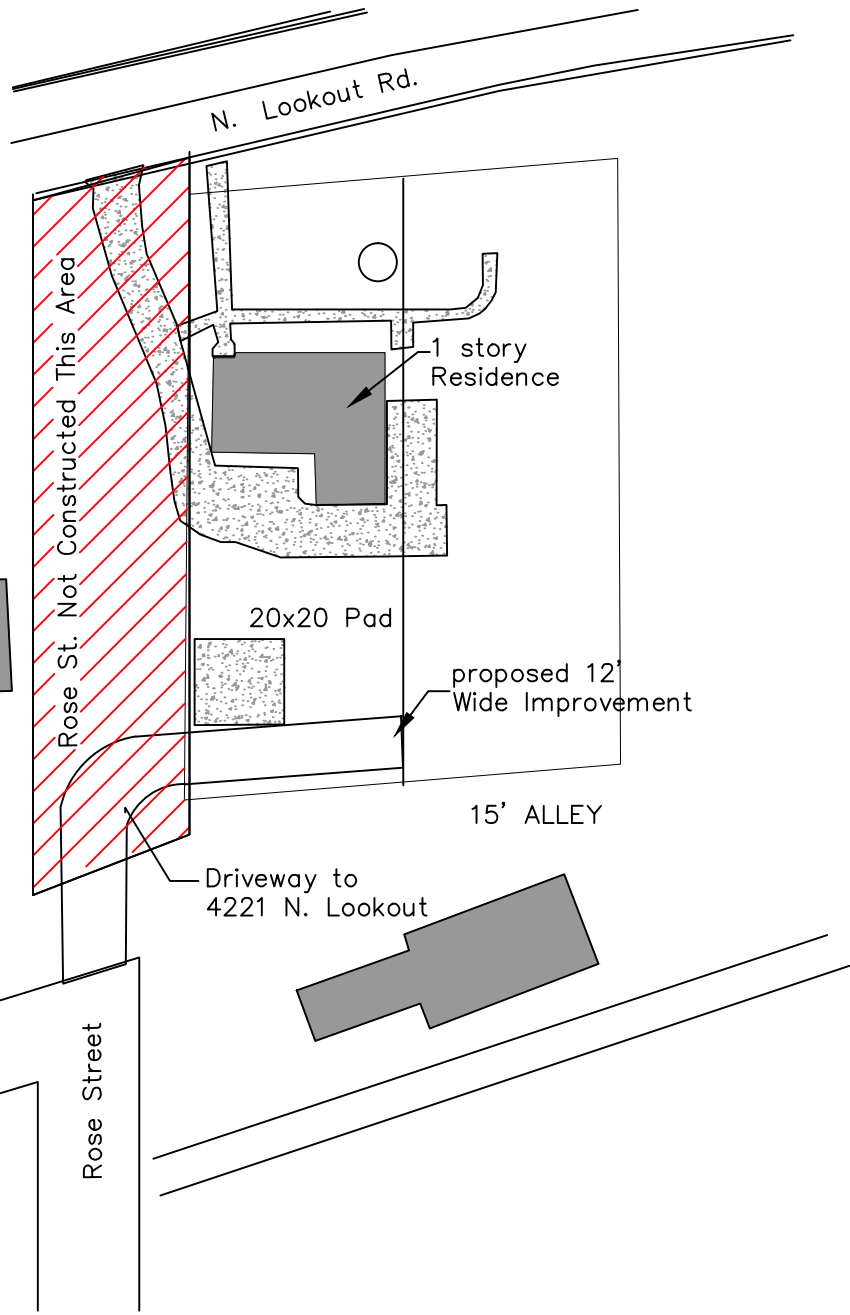 N. Lookout Rd.
Rose St. Not Constructed This Area
1 story
Residence
20x20 Pad
proposed 12'
Wide Improvement
15' ALLEY
Driveway to
4221 N. Lookout
Rose Street